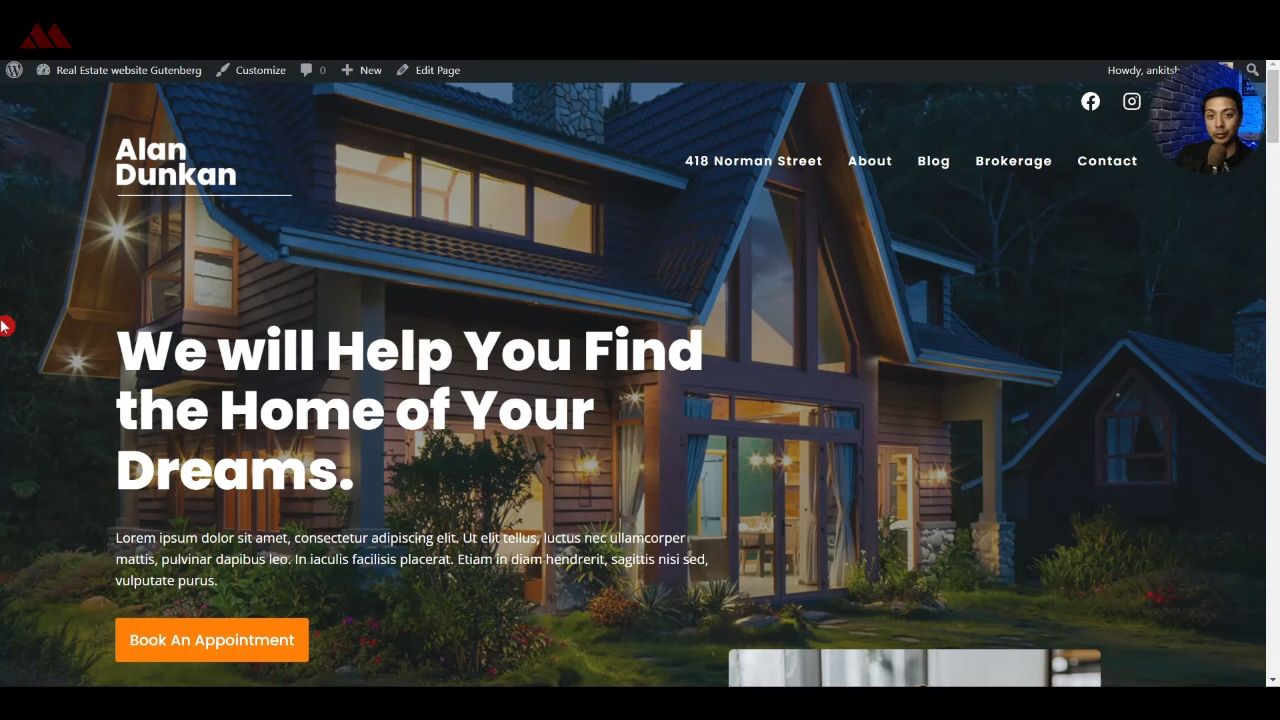 Real Estate website Gutenberg Customize 0 New Edit Page Howdy,
Alan
Dunkan
418 Norman Street About Blog Brokerage Contact
We will Help You Find
the Home of Your
Dreams.
Lorem ipsum dolor sit amet, consectetur adipiscing elit. Ut elit tellus, luctus nec ullamcorper
mattis, pulvinar dapibus leo. In iaculis facilisis placerat. Etiam in diam hendrerit, sagittis nisi sed,
vulputate purus.
Book An Appointment